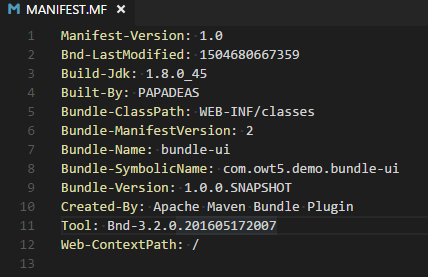 MANIFEST.MF
1 Manifest-Version: 1.0
2 Bnd-LastModified: 1504680667359
3 Build-Jdk: 1.8.0_45
4 Built-By: PAPADEAS
5 Bundle-ClassPath: WEB-INF/classes
6 Bundle-ManifestVersion: 2
7 Bundle-Name: bundle-ui
8 Bundle-SymbolicName: com.owt5.demo.bundle-ui
9 Bundle-Version: 1.0.0.SNAPSHOT
10 Created-By: Apache Maven Bundle Plugin
11 Tool: Bnd-3.2.0.201605172007
12 Web-ContextPath: /
13